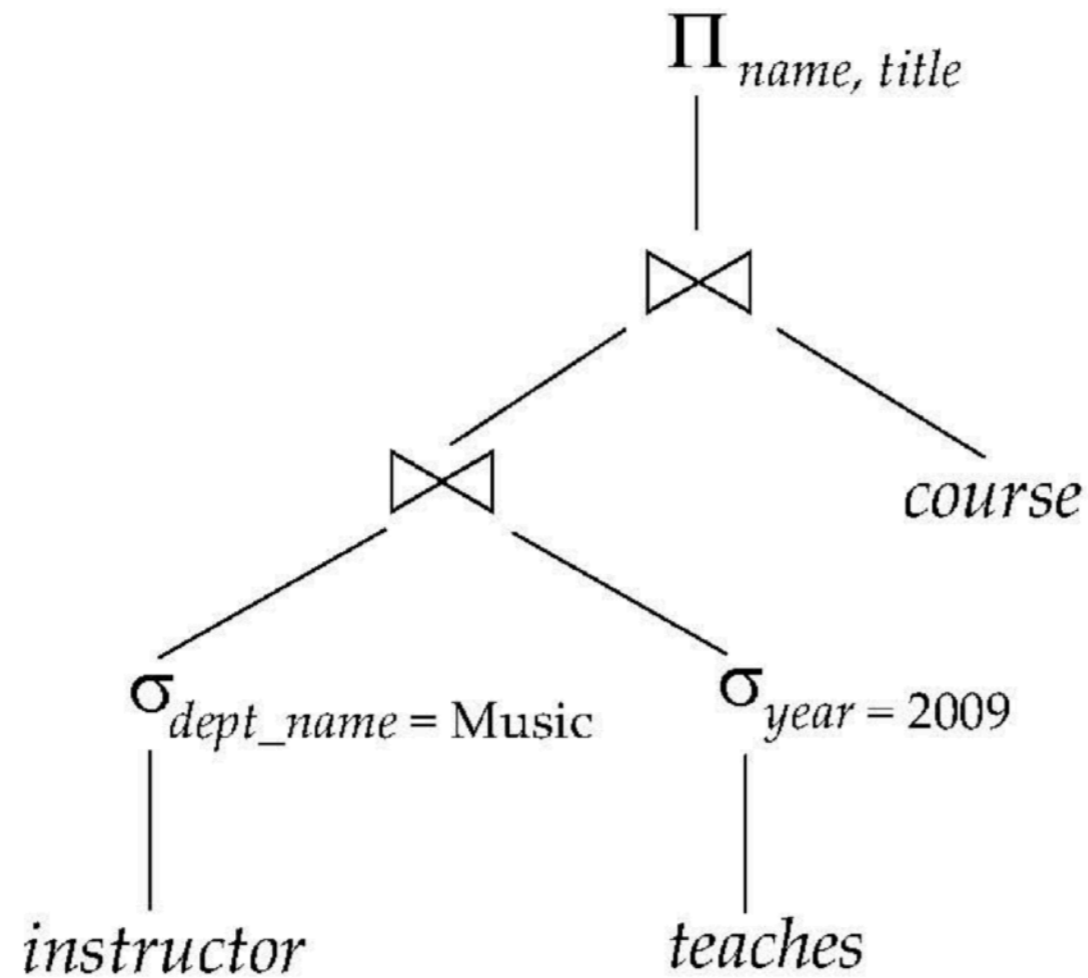 Π name, title
⋈
course
⋈
σ dept_name = Music
σ year = 2009
instructor
teaches